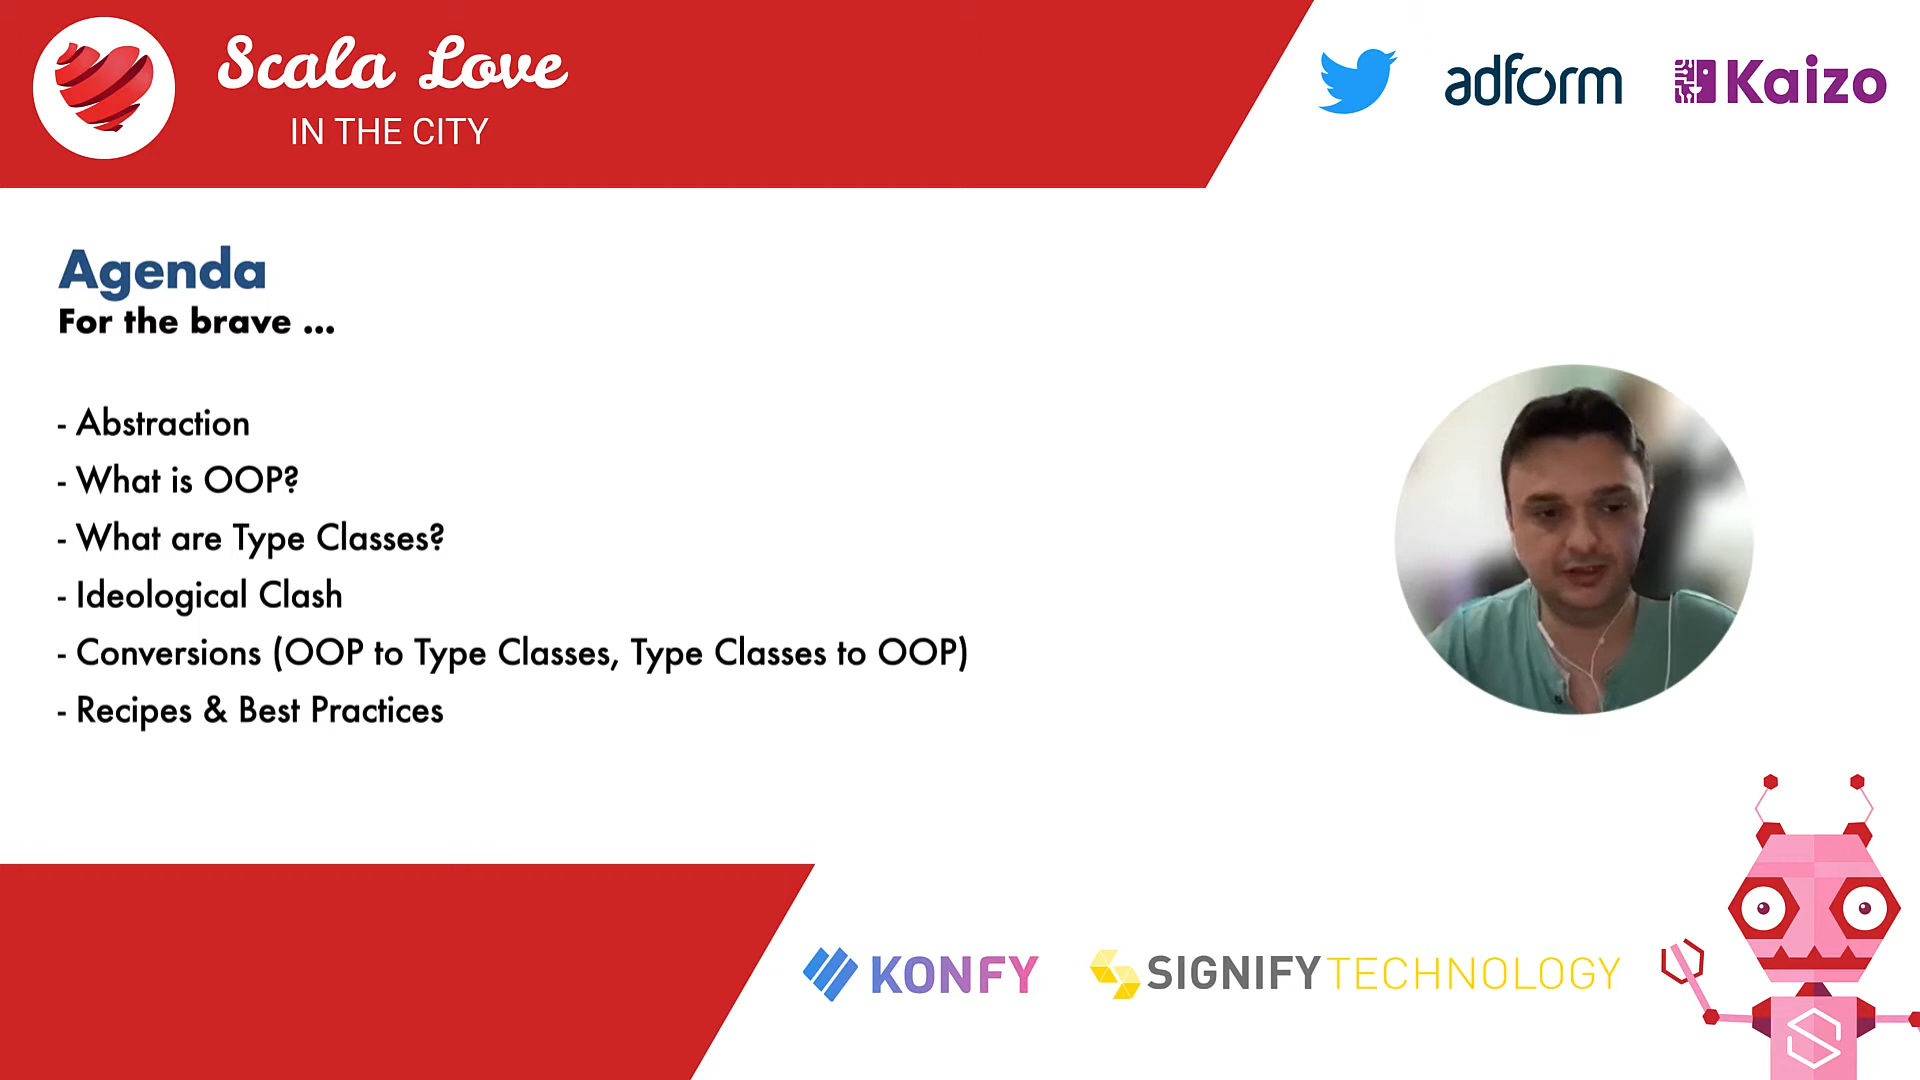 Scala Love
IN THE CITY
adform
Kaizo
Agenda
For the brave ...
- Abstraction
- What is OOP?
- What are Type Classes?
- Ideological Clash
- Conversions (OOP to Type Classes, Type Classes to OOP)
- Recipes & Best Practices
KONFY
SIGNIFYTECHNOLOGY